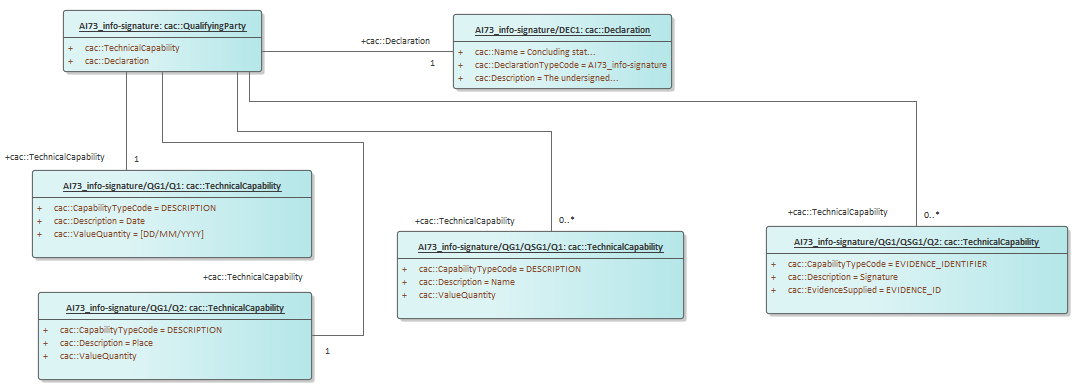 AI73_info-signature: cac::QualifyingParty
+ cac::TechnicalCapability
+ cac::Declaration
+cac::Declaration
1
AI73_info-signature/DEC1: cac::Declaration
+ cac::Name = Concluding stat...
+ cac::DeclarationTypeCode = AI73_info-signature
+ cac:Description = The undersigned...
+cac::TechnicalCapability
1
AI73_info-signature/QG1/Q1: cac::TechnicalCapability
+ cac::CapabilityTypeCode = DESCRIPTION
+ cac::Description = Date
+ cac::ValueQuantity = [DD/MM/YYYY]
+cac::TechnicalCapability
AI73_info-signature/QG1/Q2: cac::TechnicalCapability
+ cac::CapabilityTypeCode = DESCRIPTION
+ cac::Description = Place
+ cac::ValueQuantity
1
+cac::TechnicalCapability
0..*
AI73_info-signature/QG1/QSG1/Q1: cac::TechnicalCapability
+ cac::CapabilityTypeCode = DESCRIPTION
+ cac::Description = Name
+ cac::ValueQuantity
+cac::TechnicalCapability
0..*
AI73_info-signature/QG1/QSG1/Q2: cac::TechnicalCapability
+ cac::CapabilityTypeCode = EVIDENCE_IDENTIFIER
+ cac::Description = Signature
+ cac::EvidenceSupplied = EVIDENCE_ID